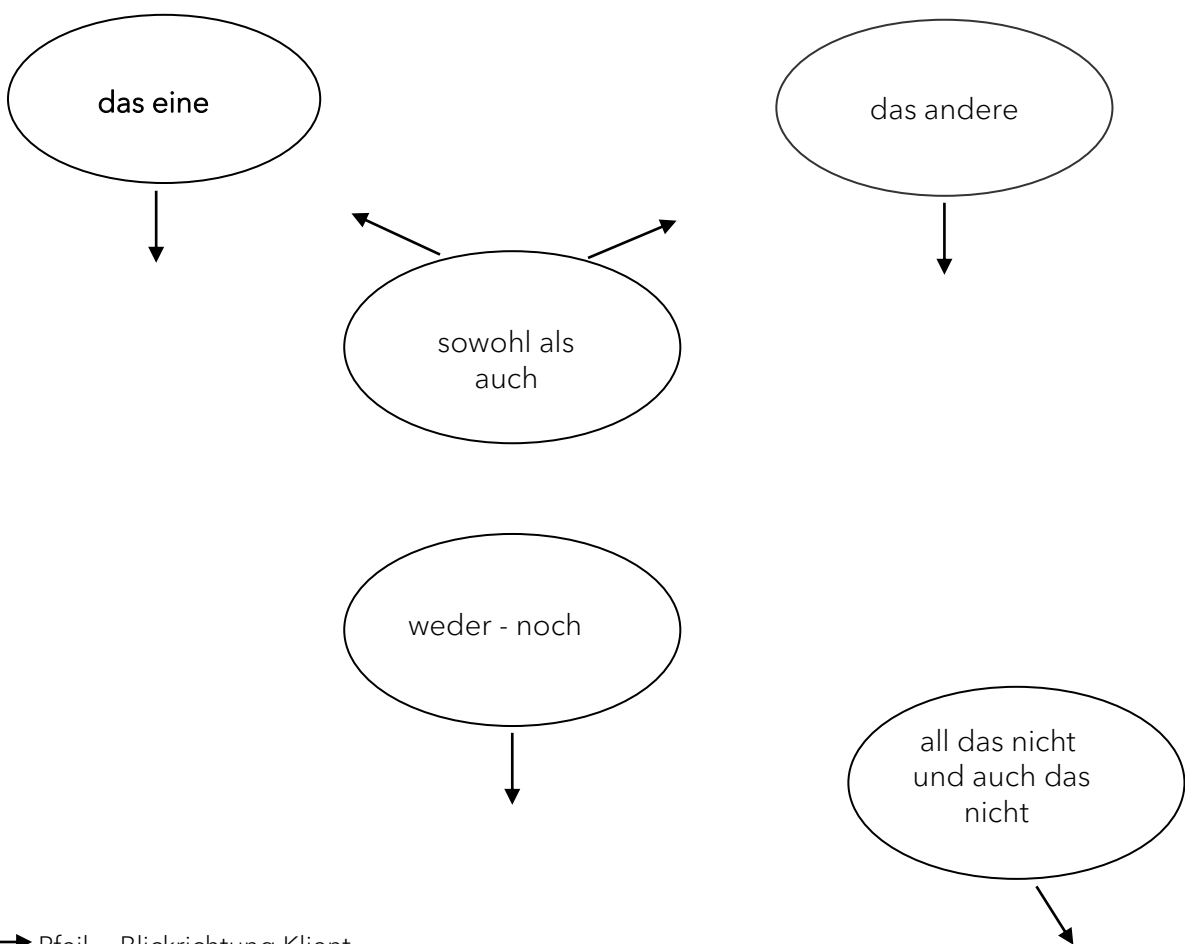 das eine
das andere
sowohl als
auch
weder - noch
all das nicht
und auch das
nicht
Pfeil Blickrichtung Klient